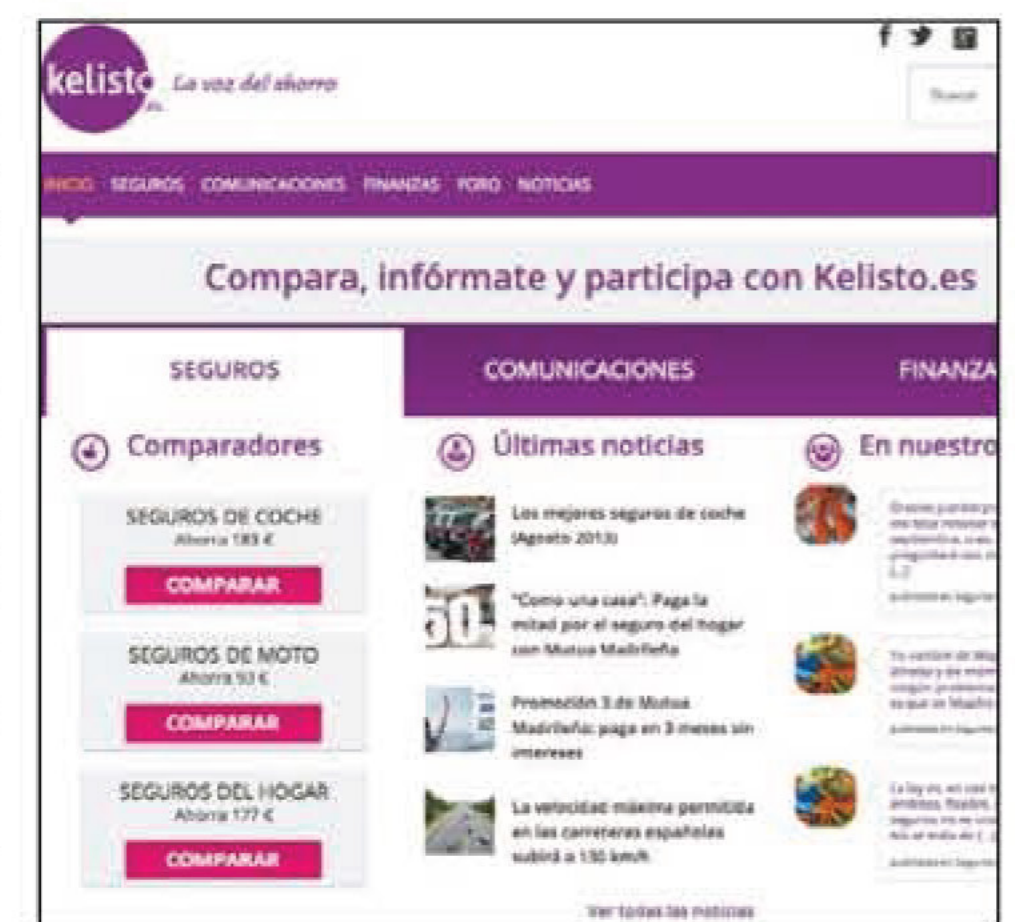 kelisto
.es
La voz del ahorro
Buscar
INICIO SEGUROS COMUNICACIONES FINANZAS FORO NOTICIAS
Compara, infórmate y participa con Kelisto.es
SEGUROS
COMUNICACIONES
FINANZA
Comparadores
SEGUROS DE COCHE
Ahorra 183 €
COMPARAR
SEGUROS DE MOTO
Ahorra 93 €
COMPARAR
SEGUROS DEL HOGAR
Ahorra 177 €
COMPARAR
Últimas noticias
Los mejores seguros de coche
(Agosto 2013)
"Como una casa": Paga la
mitad por el seguro del hogar
con Mutua Madrileña
Promoción 3 de Mutua
Madrileña: paga en 3 meses sin
intereses
La velocidad máxima permitida
en las carreteras españolas
subirá a 130 km/h
Ver todas las noticias
En nuestro